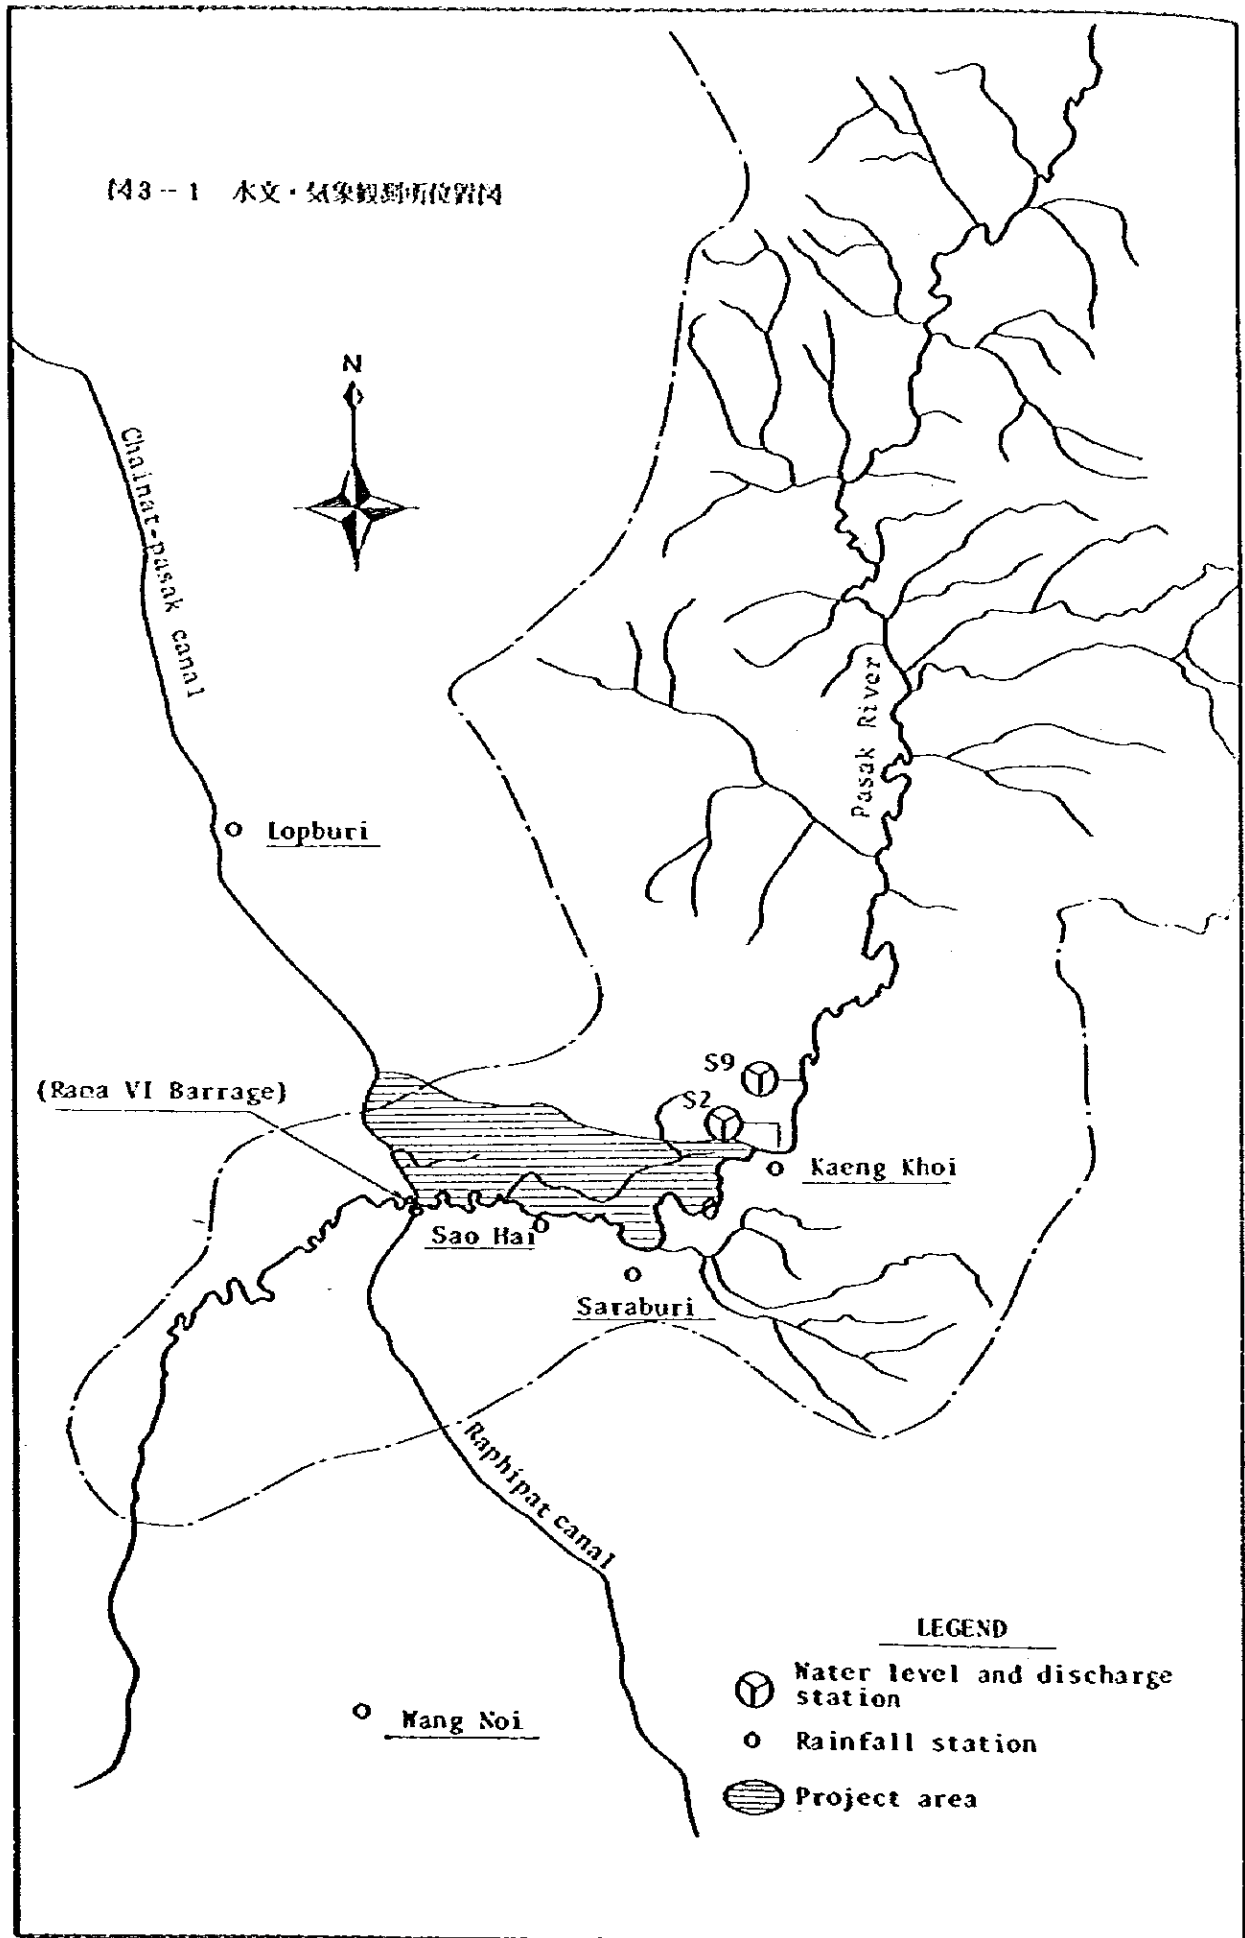 図3-1 水文・気象観測所位置図
N
Chainat-pasak canal
Pasak River
Lopburi
S9
(Rama VI Barrage)
S2
Kaeng Khoi
Sao Hai
Saraburi
Raphipat canal
LEGEND
Water level and discharge
station
Wang Noi
Rainfall station
Project area